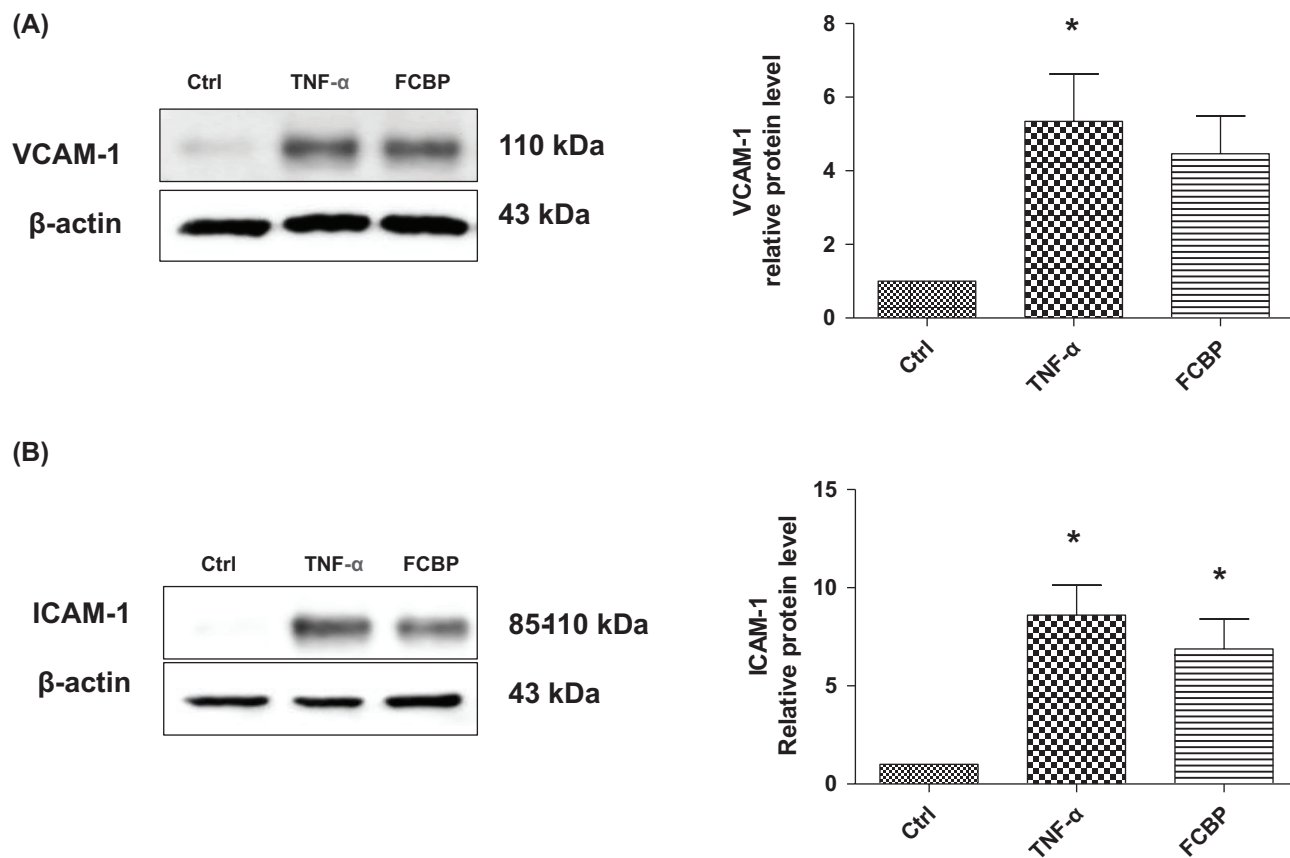 (A)
Ctrl TNF-α FCBP
VCAM-1
110 kDa
β-actin
43 kDa
VCAM-1
relative protein level
8
6
4
2
0
*
Ctrl
TNF-α
FCBP
(B)
Ctrl TNF-α FCBP
ICAM-1
85-110 kDa
β-actin
43 kDa
ICAM-1
Relative protein level
15
10
5
0
*
*
Ctrl
TNF-α
FCBP